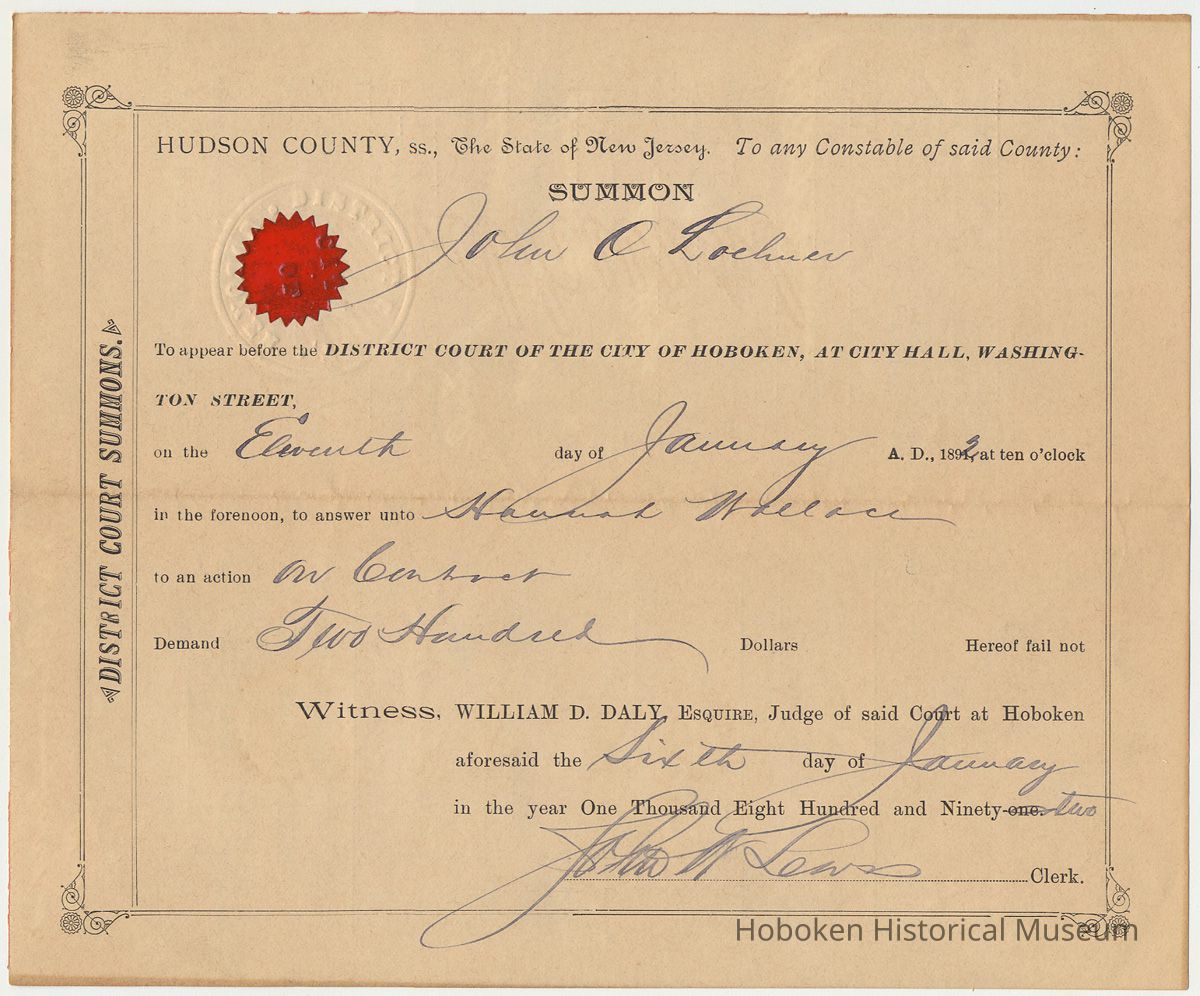 HUDSON COUNTY, ss., The State of New Jersey. To any Constable of said County:
SUMMON
John O Lochner
To appear before the DISTRICT COURT OF THE CITY OF HOBOKEN, AT CITY HALL, WASHING-
TON STREET,
on the Eleventh day of January A. D., 1892, at ten o'clock
in the forenoon, to answer unto Hannah Wallace
to an action on Contract
Demand Two Hundred Dollars Hereof fail not
Witness, WILLIAM D. DALY, ESQUIRE, Judge of said Court at Hoboken
aforesaid the Sixth day of January
in the year One Thousand Eight Hundred and Ninety-one. two
John W Lewis Clerk.
DISTRICT COURT SUMMONS.
Hoboken Historical Museum